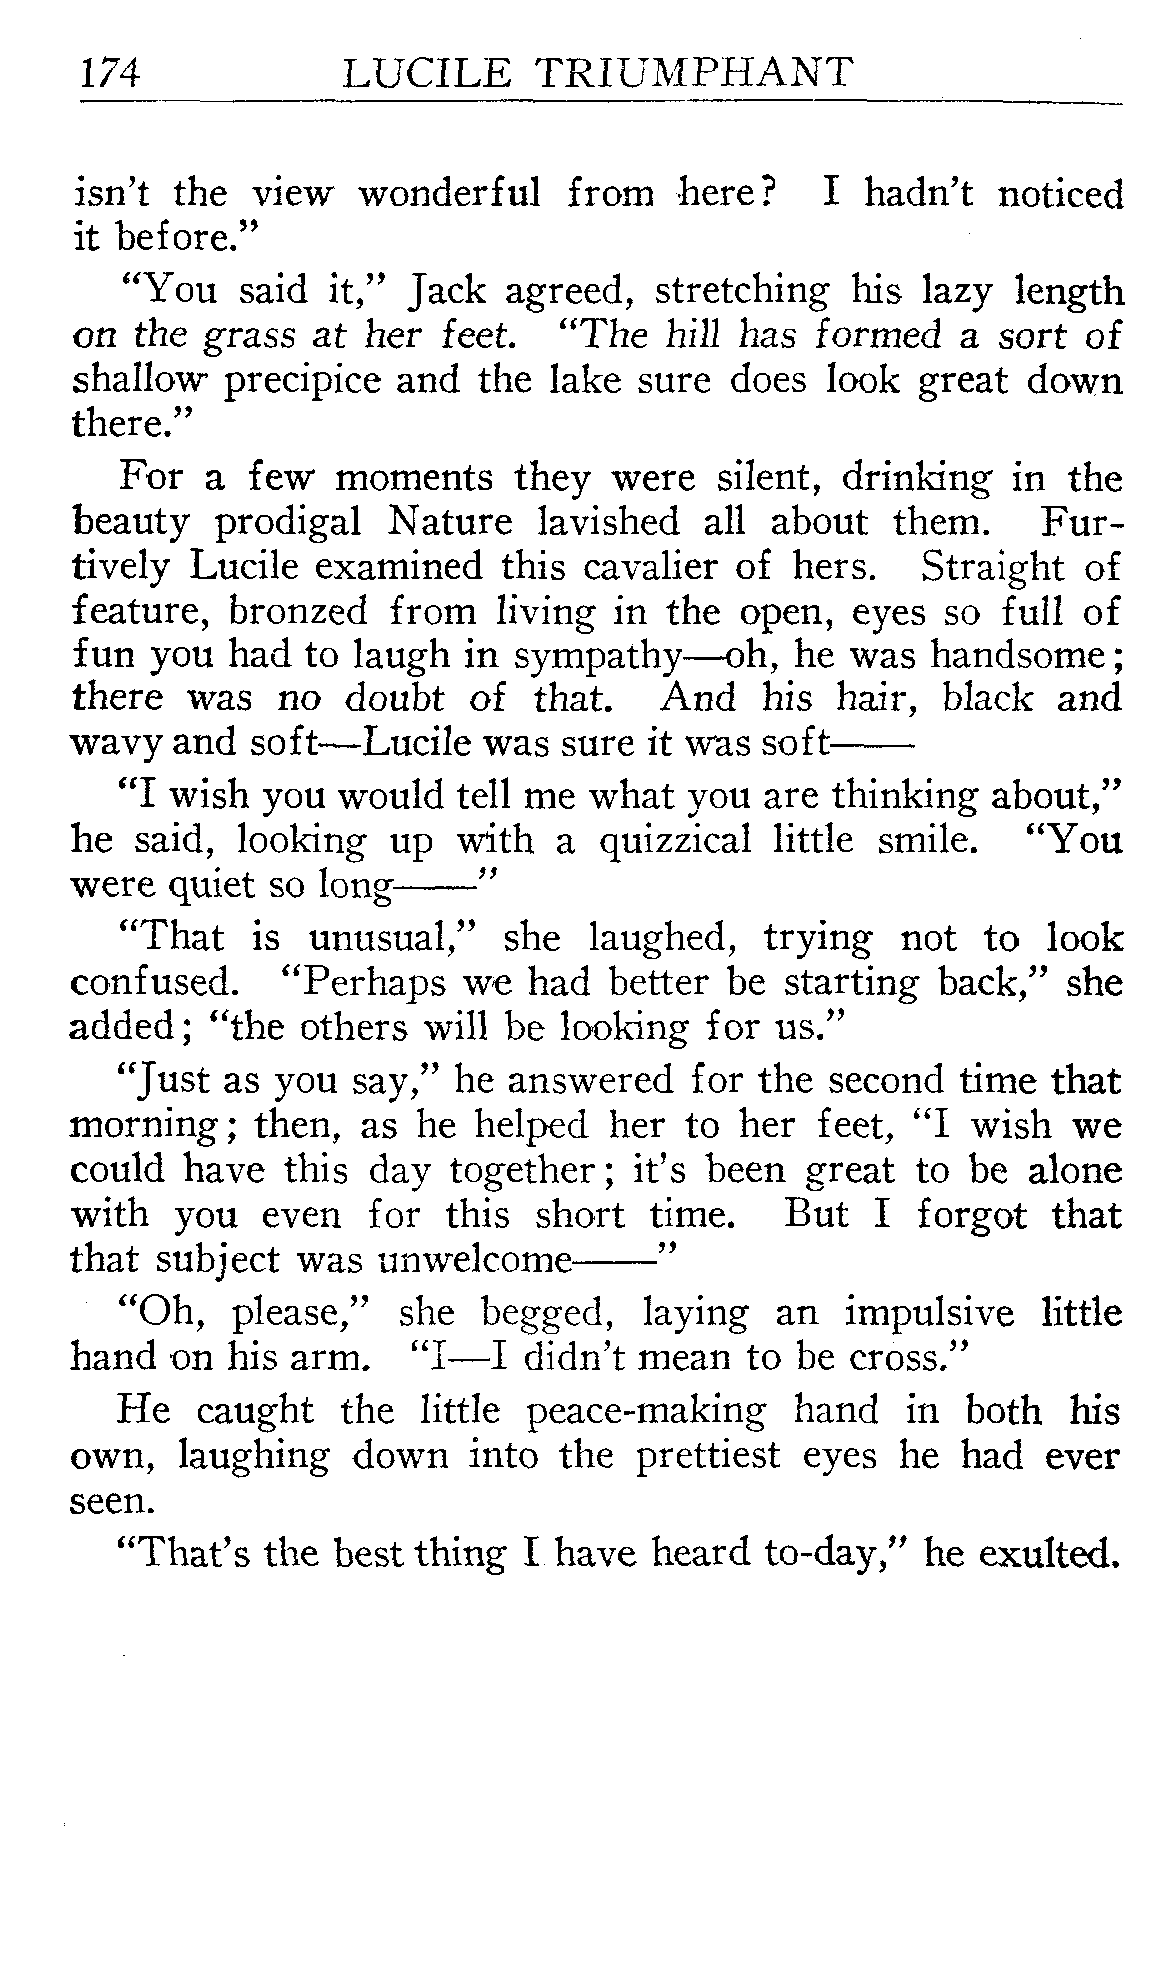 174 LUCILE TRIUMPHANT
isn't the view wonderful from here? I hadn't noticed
it before."
"You said it," Jack agreed, stretching his lazy length
on the grass at her feet. "The hill has formed a sort of
shallow precipice and the lake sure does look great down
there."
For a few moments they were silent, drinking in the
beauty prodigal Nature lavished all about them. Fur-
tively Lucile examined this cavalier of hers. Straight of
feature, bronzed from living in the open, eyes so full of
fun you had to laugh in sympathy—oh, he was handsome;
there was no doubt of that. And his hair, black and
wavy and soft—Lucile was sure it was soft——
"I wish you would tell me what you are thinking about,"
he said, looking up with a quizzical little smile. "You
were quiet so long——"
"That is unusual," she laughed, trying not to look
confused. "Perhaps we had better be starting back," she
added; "the others will be looking for us."
"Just as you say," he answered for the second time that
morning; then, as he helped her to her feet, "I wish we
could have this day together; it's been great to be alone
with you even for this short time. But I forgot that
that subject was unwelcome——"
"Oh, please," she begged, laying an impulsive little
hand on his arm. "I—I didn't mean to be cross."
He caught the little peace-making hand in both his
own, laughing down into the prettiest eyes he had ever
seen.
"That's the best thing I have heard to-day," he exulted.